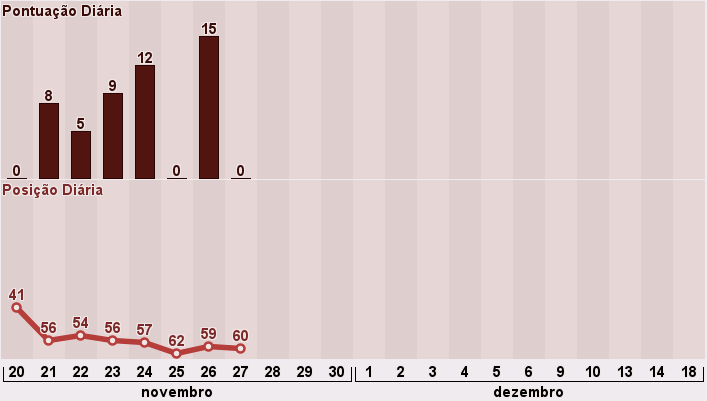 Pontuação Diária
0 8 5 9 12 0 15 0
Posição Diária
41 56 54 56 57 62 59 60
20 21 22 23 24 25 26 27 28 29 30 1 2 3 4 5 6 9 10 13 14 18
novembro dezembro